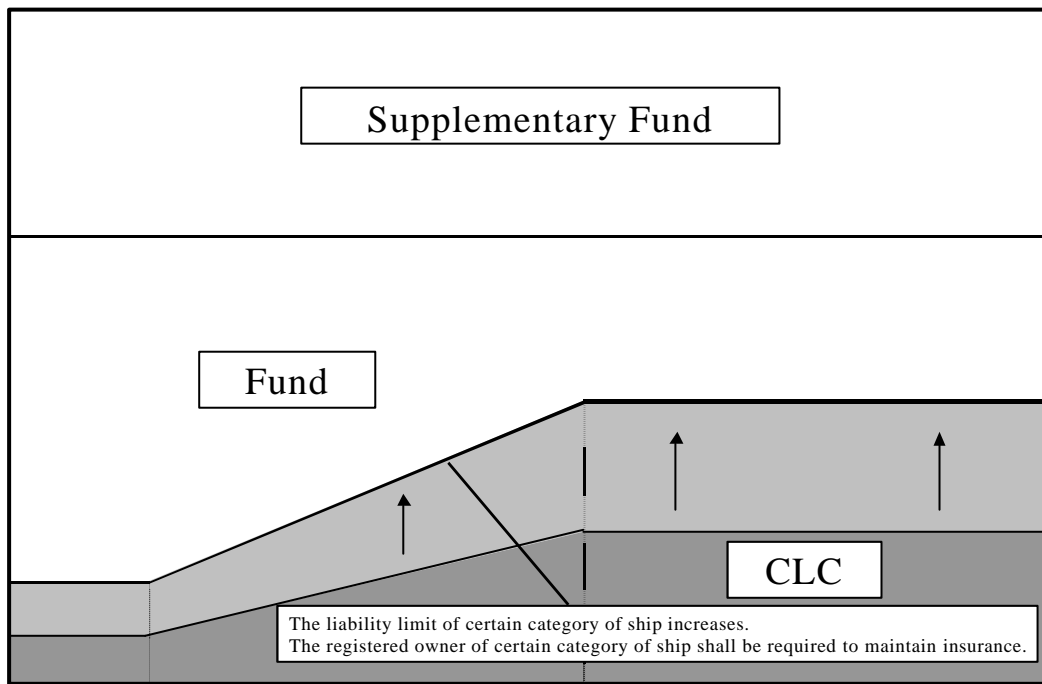 Supplementary Fund
Fund
CLC
The liability limit of certain category of ship increases.
The registered owner of certain category of ship shall be required to maintain insurance.